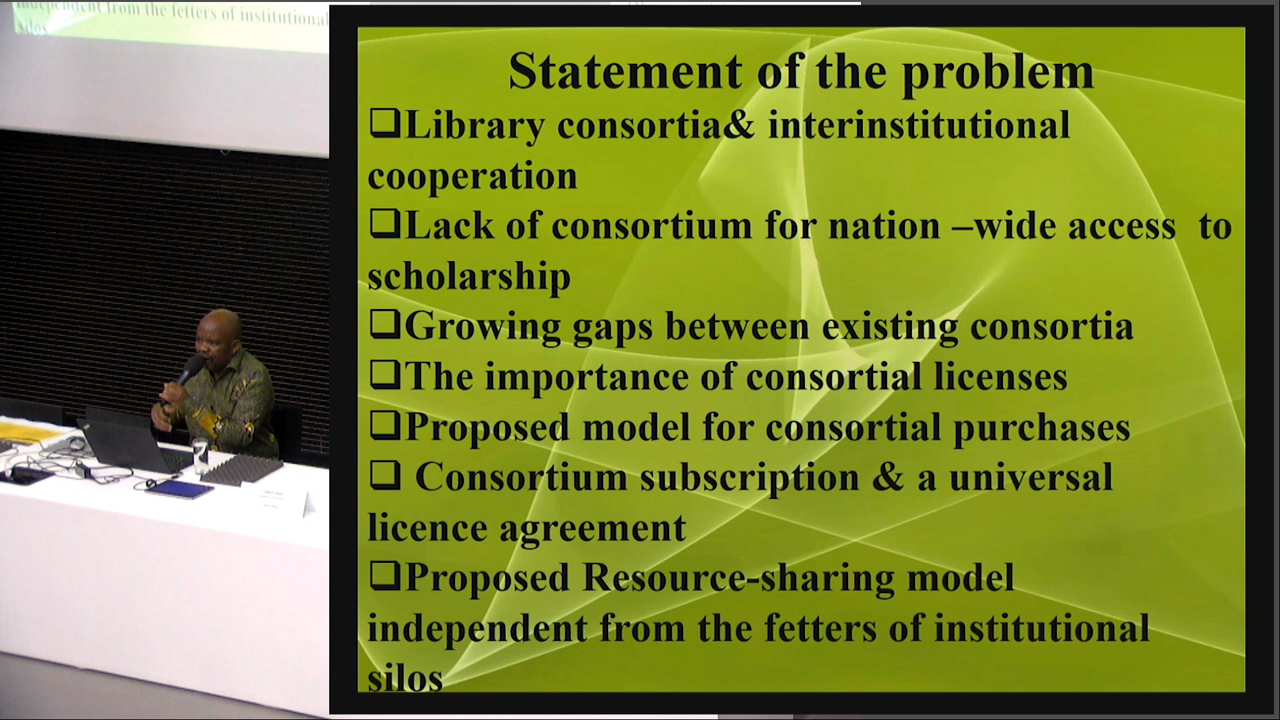 independent from the fetters of institutional
silos
Statement of the problem
❑Library consortia& interinstitutional
cooperation
❑Lack of consortium for nation –wide access to
scholarship
❑Growing gaps between existing consortia
❑The importance of consortial licenses
❑Proposed model for consortial purchases
❑ Consortium subscription & a universal
licence agreement
❑Proposed Resource-sharing model
independent from the fetters of institutional
silos